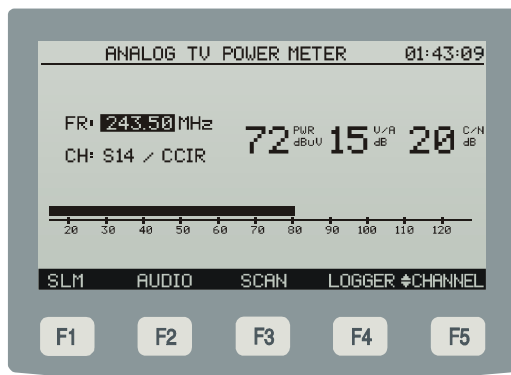 ANALOG TV POWER METER 01:43:09
FR: 243.50 MHz
CH: S14 / CCIR
72 PWR dBuV 15 V/A dB 20 C/N dB
20 30 40 50 60 70 80 90 100 110 120
SLM AUDIO SCAN LOGGER CHANNEL
F1 F2 F3 F4 F5